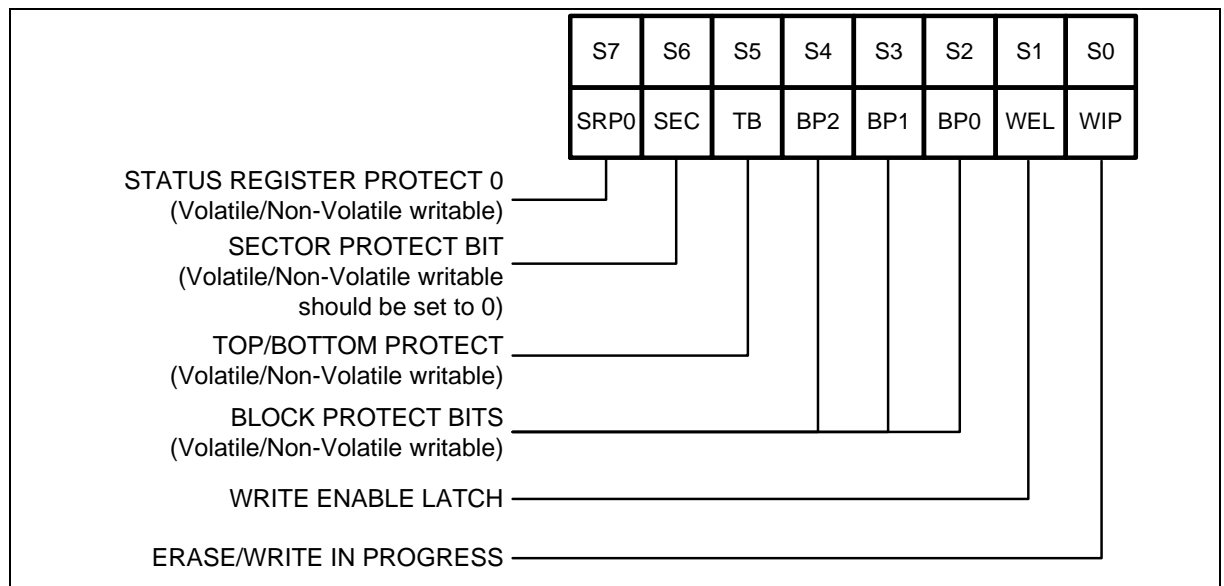 S7 S6 S5 S4 S3 S2 S1 S0
SRP0 SEC TB BP2 BP1 BP0 WEL WIP
STATUS REGISTER PROTECT 0
(Volatile/Non-Volatile writable)
SECTOR PROTECT BIT
(Volatile/Non-Volatile writable
should be set to 0)
TOP/BOTTOM PROTECT
(Volatile/Non-Volatile writable)
BLOCK PROTECT BITS
(Volatile/Non-Volatile writable)
WRITE ENABLE LATCH
ERASE/WRITE IN PROGRESS